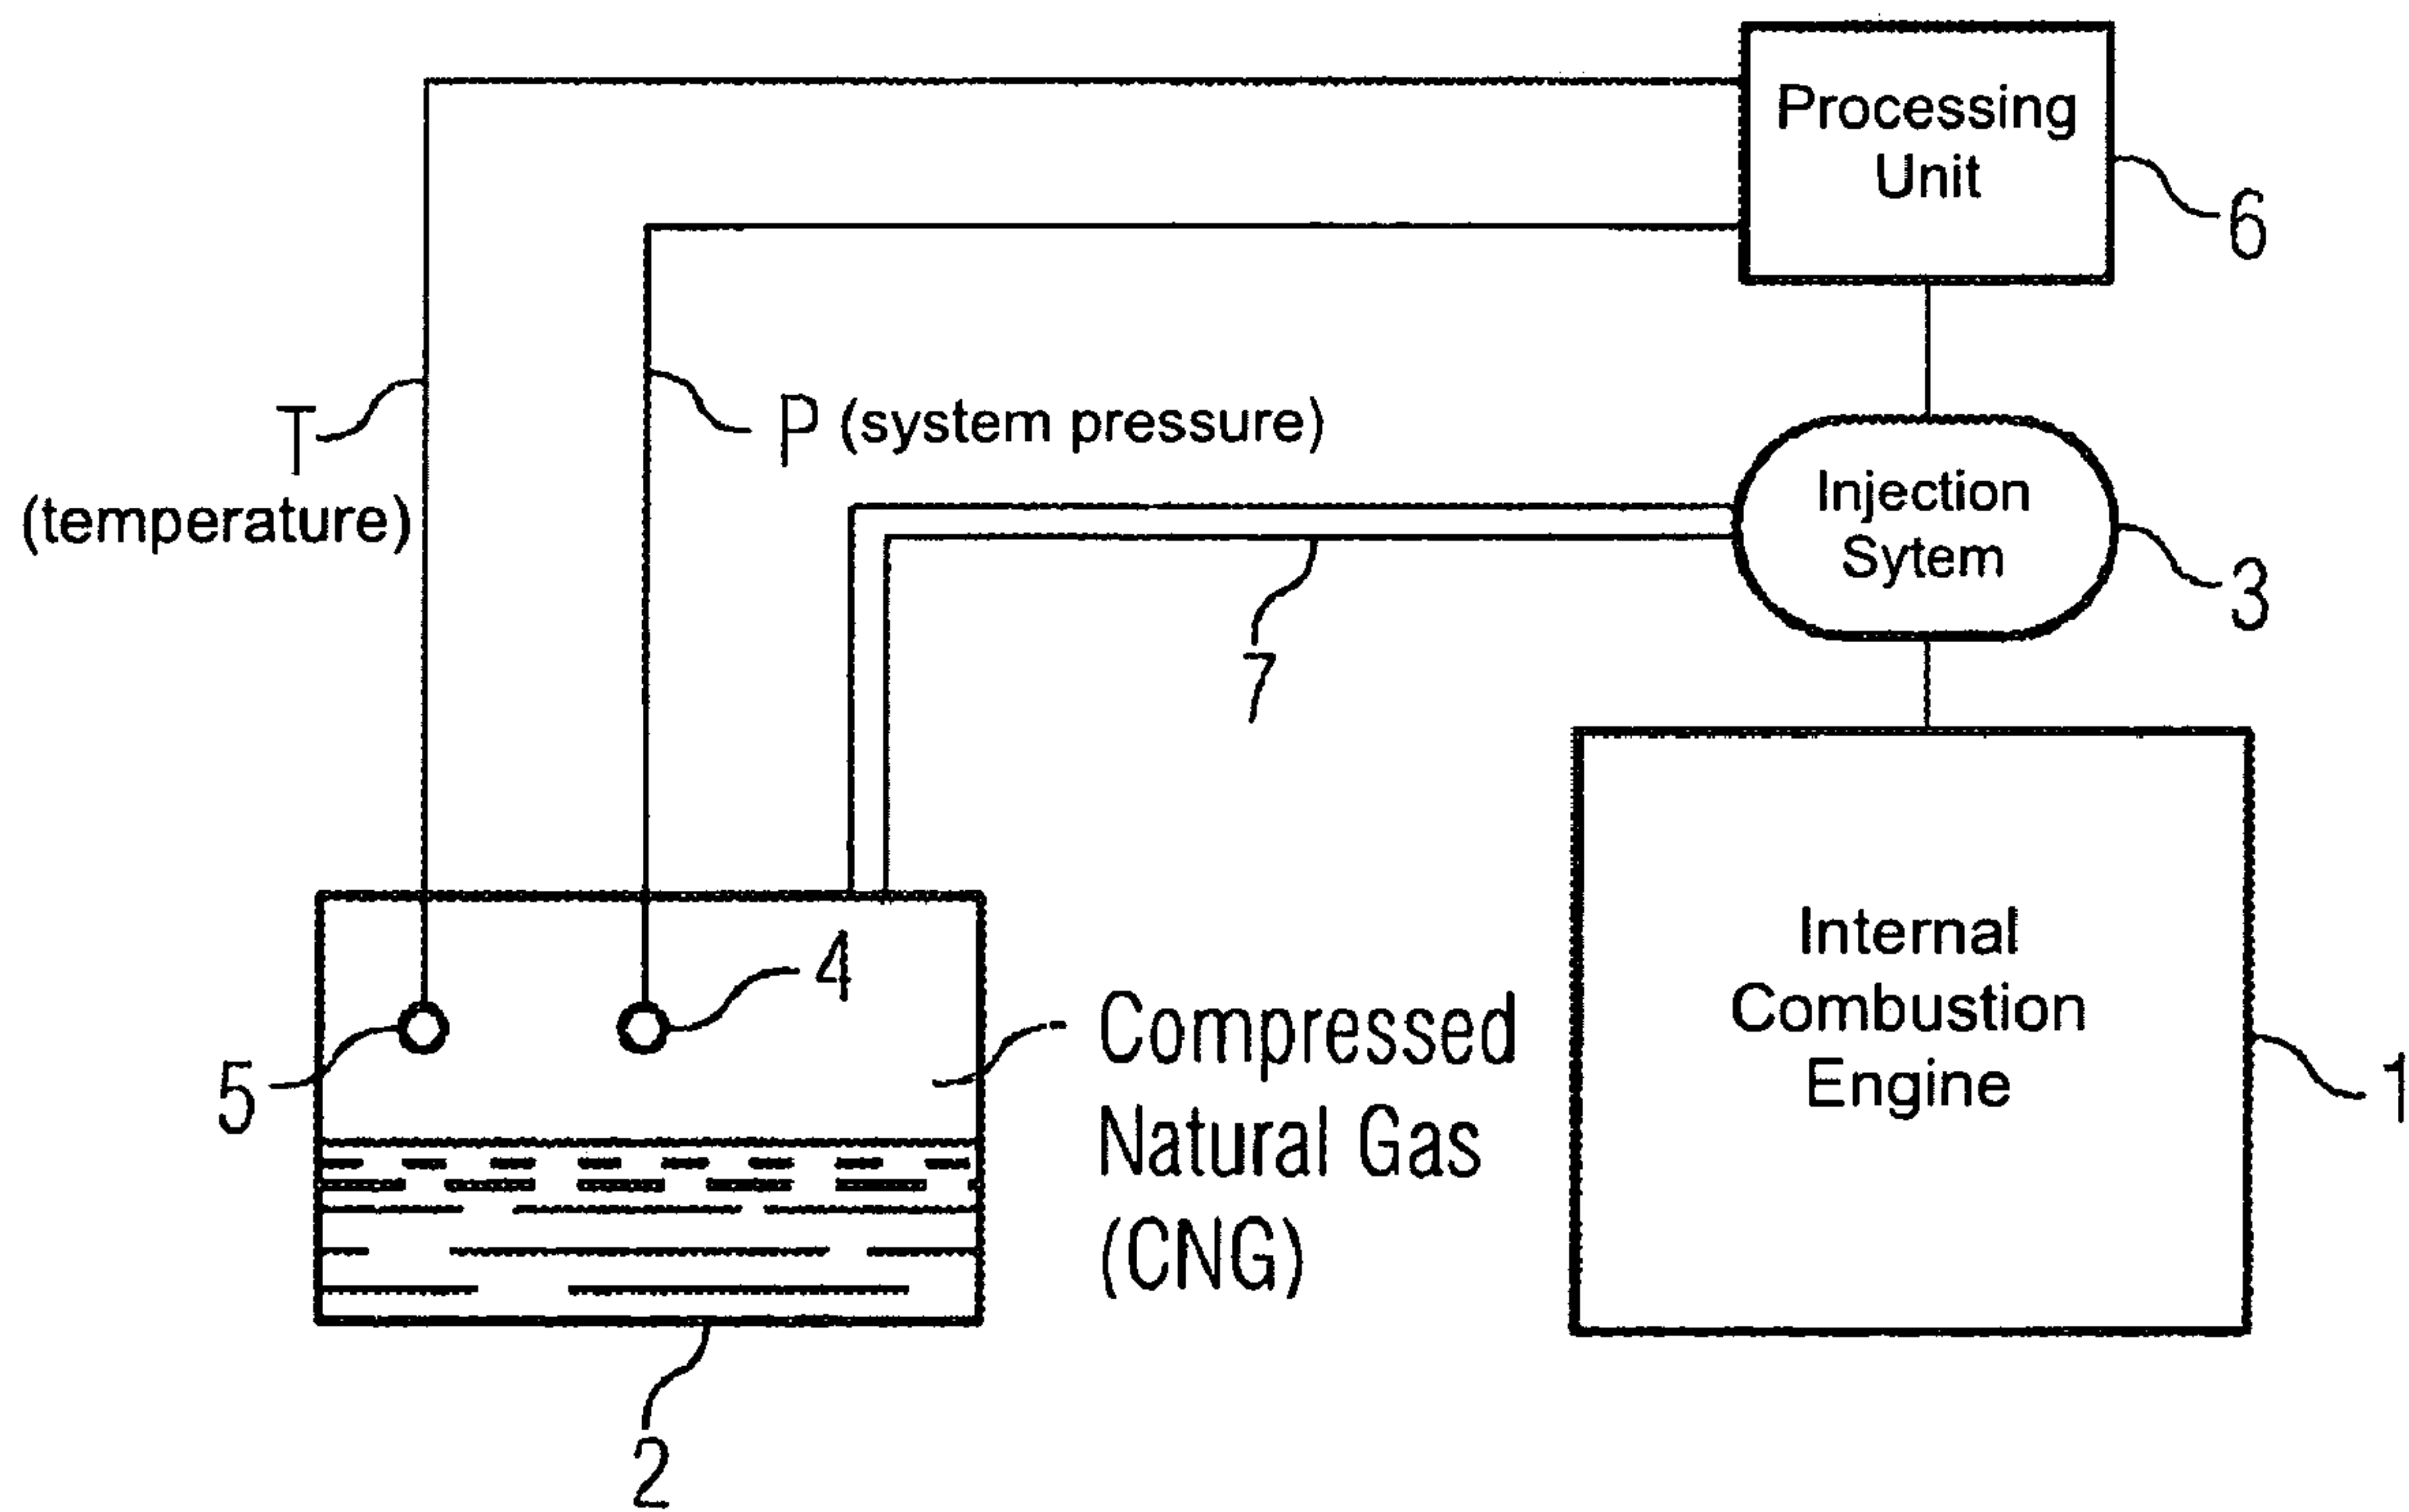 Processing
Unit
6
T
(temperature)
P (system pressure)
Injection
Sytem
3
7
Internal
Combustion
Engine
1
4
5
Compressed
Natural Gas
(CNG)
2